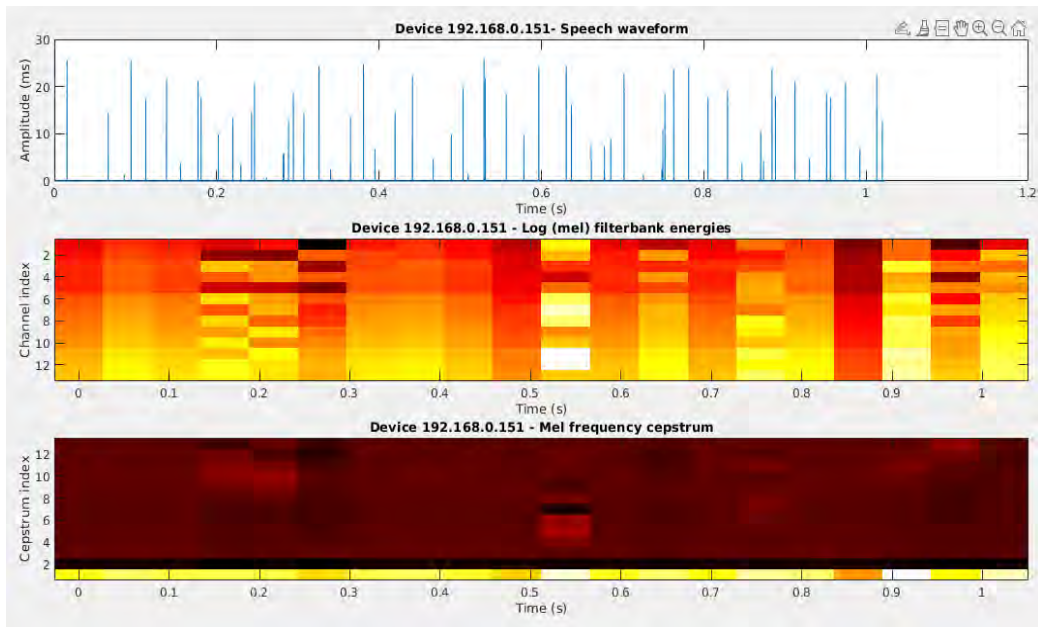 Device 192.168.0.151- Speech waveform
30
20
10
0
Amplitude (ms)
0 0.2 0.4 0.6 0.8 1 1.2
Time (s)
Device 192.168.0.151 - Log (mel) filterbank energies
2
4
6
8
10
12
Channel index
0 0.1 0.2 0.3 0.4 0.5 0.6 0.7 0.8 0.9 1
Time (s)
Device 192.168.0.151 - Mel frequency cepstrum
12
10
8
6
4
2
Cepstrum index
0 0.1 0.2 0.3 0.4 0.5 0.6 0.7 0.8 0.9 1
Time (s)